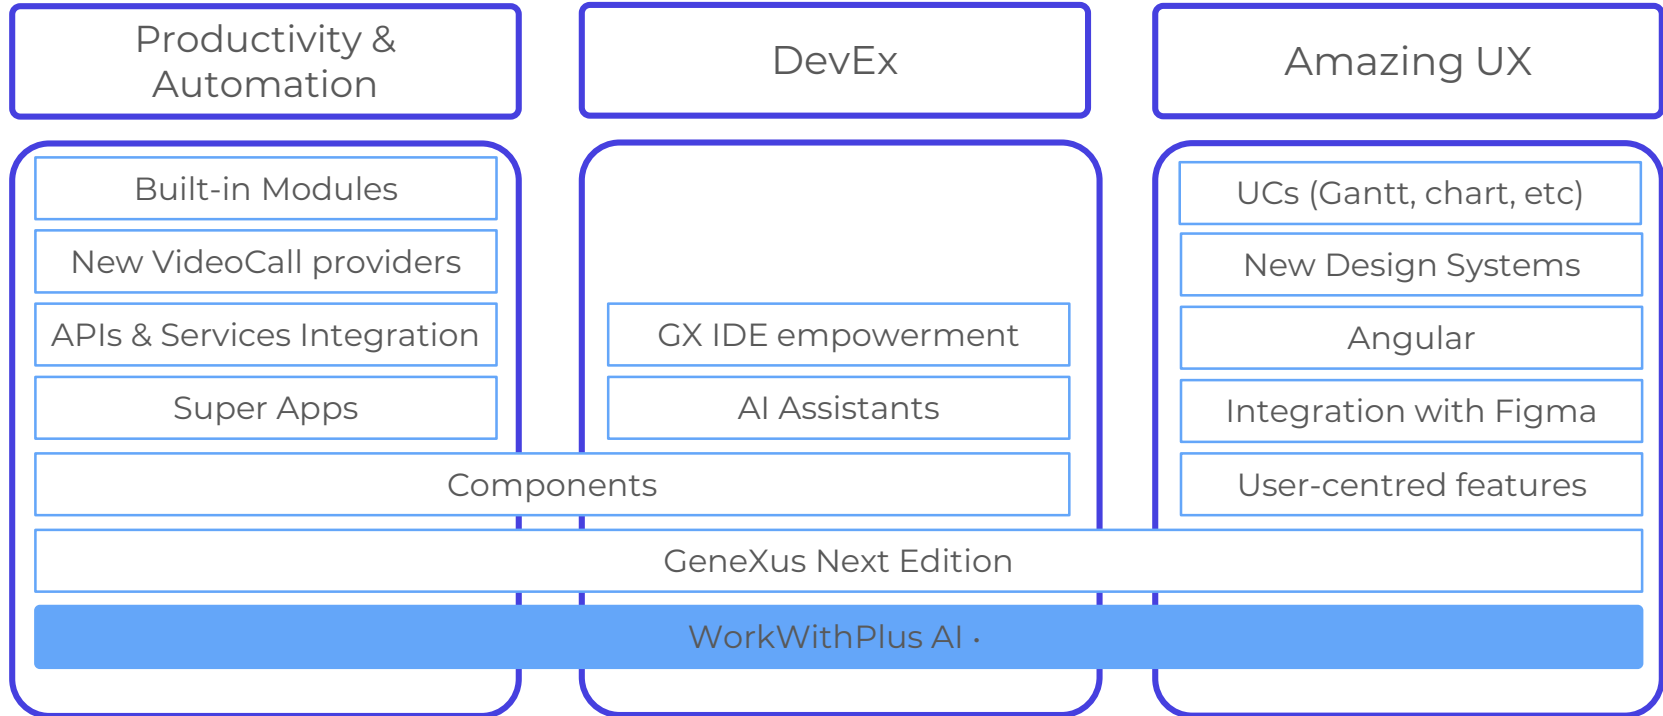 Productivity &
Automation
DevEx
Amazing UX
Built-in Modules
New VideoCall providers
APIs & Services Integration
Super Apps
GX IDE empowerment
AI Assistants
UCs (Gantt, chart, etc)
New Design Systems
Angular
Integration with Figma
User-centred features
Components
GeneXus Next Edition
WorkWithPlus AI •